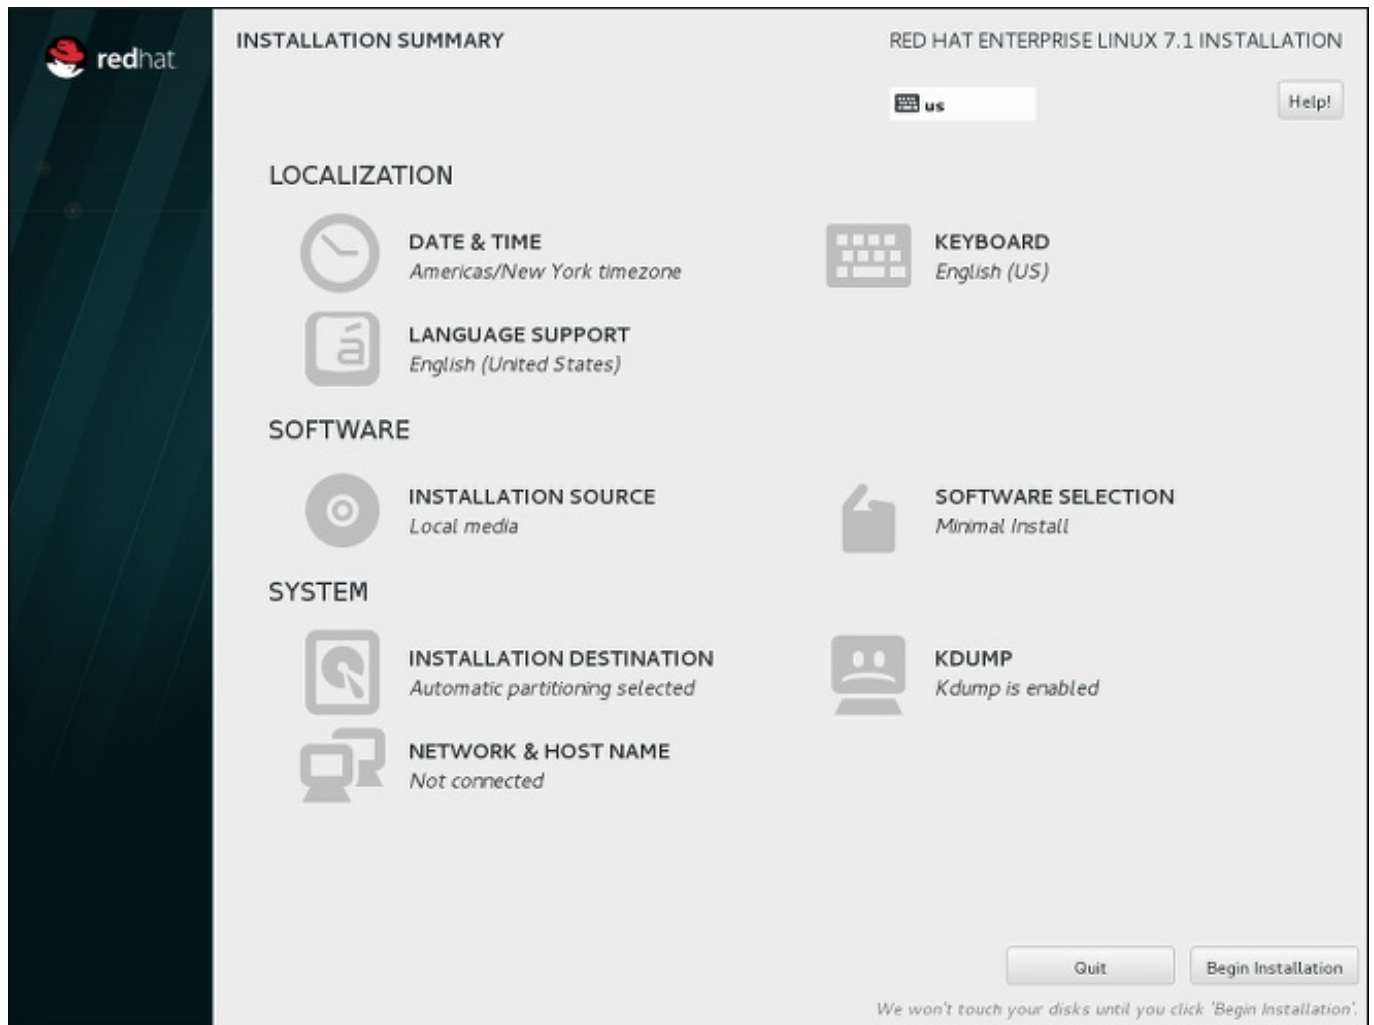 redhat
INSTALLATION SUMMARY
RED HAT ENTERPRISE LINUX 7.1 INSTALLATION
us
Help!
LOCALIZATION
DATE & TIME
Americas/New York timezone
KEYBOARD
English (US)
á
LANGUAGE SUPPORT
English (United States)
SOFTWARE
INSTALLATION SOURCE
Local media
SOFTWARE SELECTION
Minimal Install
SYSTEM
INSTALLATION DESTINATION
Automatic partitioning selected
KDUMP
Kdump is enabled
NETWORK & HOST NAME
Not connected
Quit
Begin Installation
We won't touch your disks until you click 'Begin Installation'.